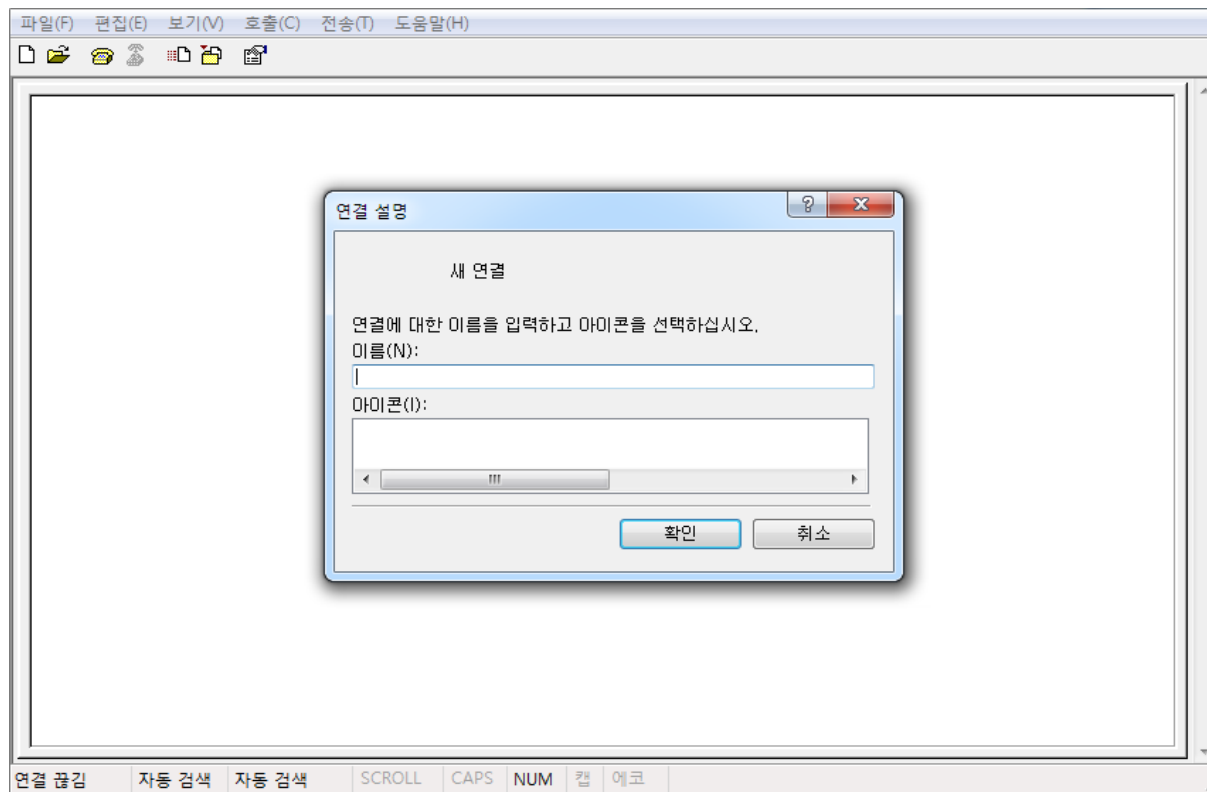 파일(F) 편집(E) 보기(V) 호출(C) 전송(T) 도움말(H)
연결 설명
새 연결
연결에 대한 이름을 입력하고 아이콘을 선택하십시오.
이름(N):
아이콘(I):
확인 취소
연결 끊김 자동 검색 자동 검색 SCROLL CAPS NUM 캡 에코